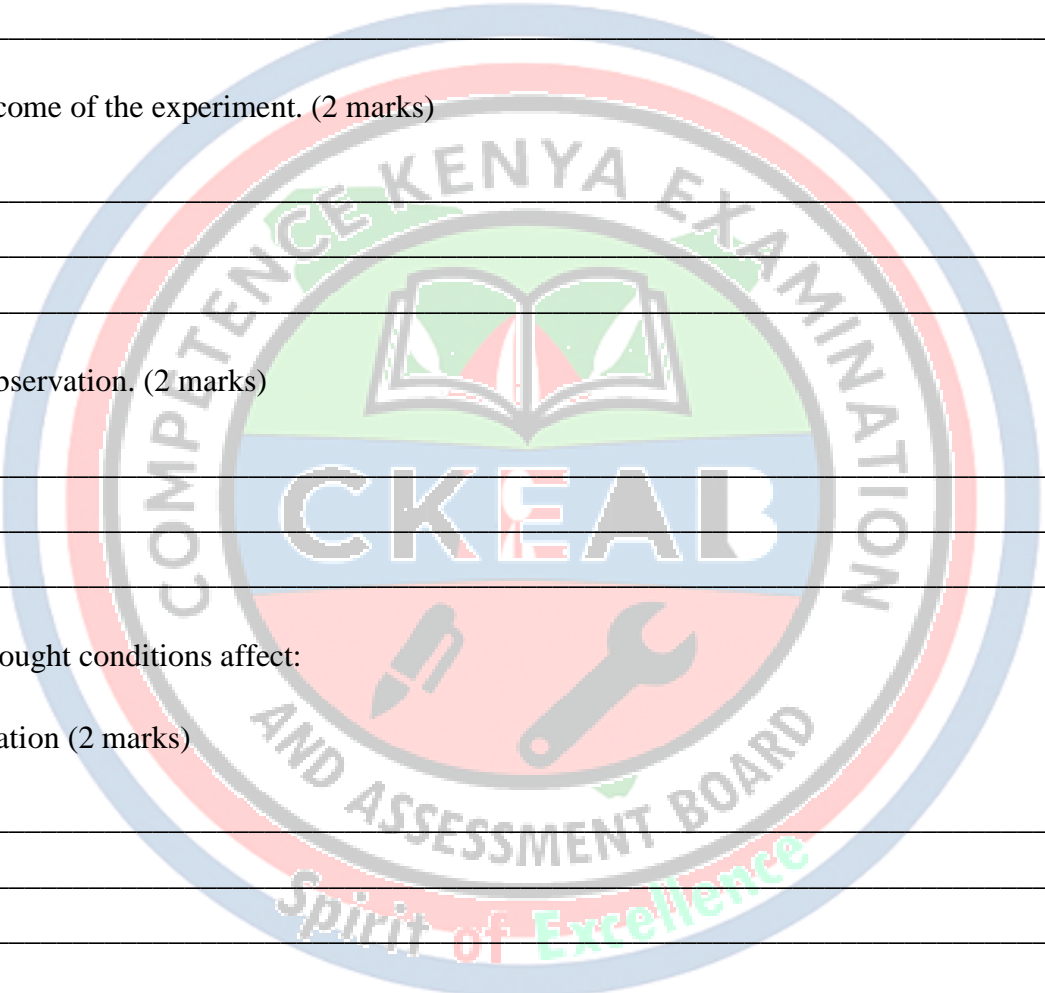 come of the experiment. (2 marks)
COMPETENCE KENYA EXAMINATION
bservation. (2 marks)
CKEAB
ought conditions affect:
ation (2 marks)
AND ASSESSMENT BOARD
Spirit of Excellence